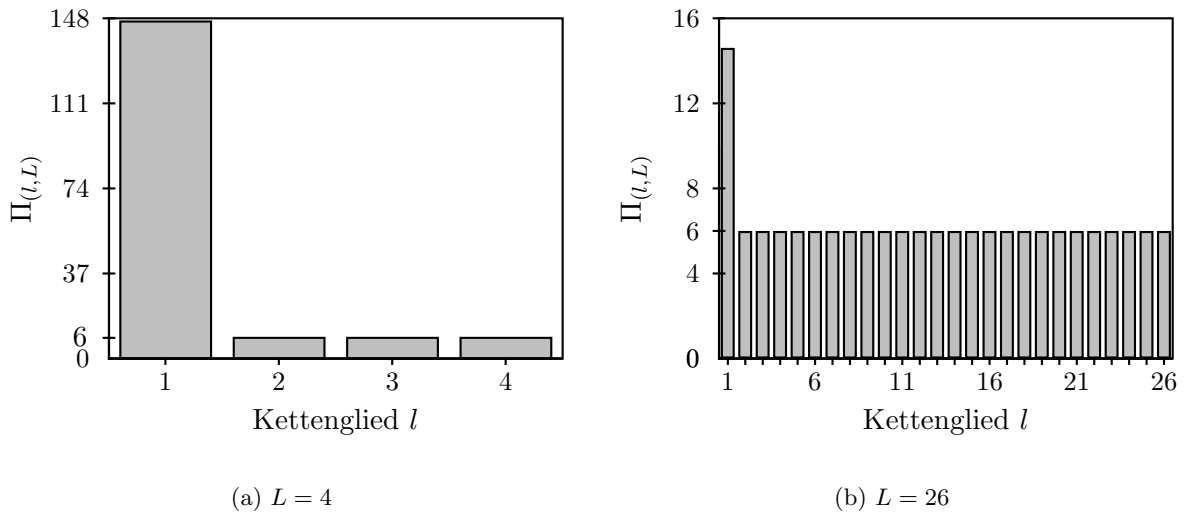 148
111
74
37
6
0
Π(l,L)
1 2 3 4
Kettenglied l
(a) L = 4
16
12
8
6
4
0
Π(l,L)
1 6 11 16 21 26
Kettenglied l
(b) L = 26